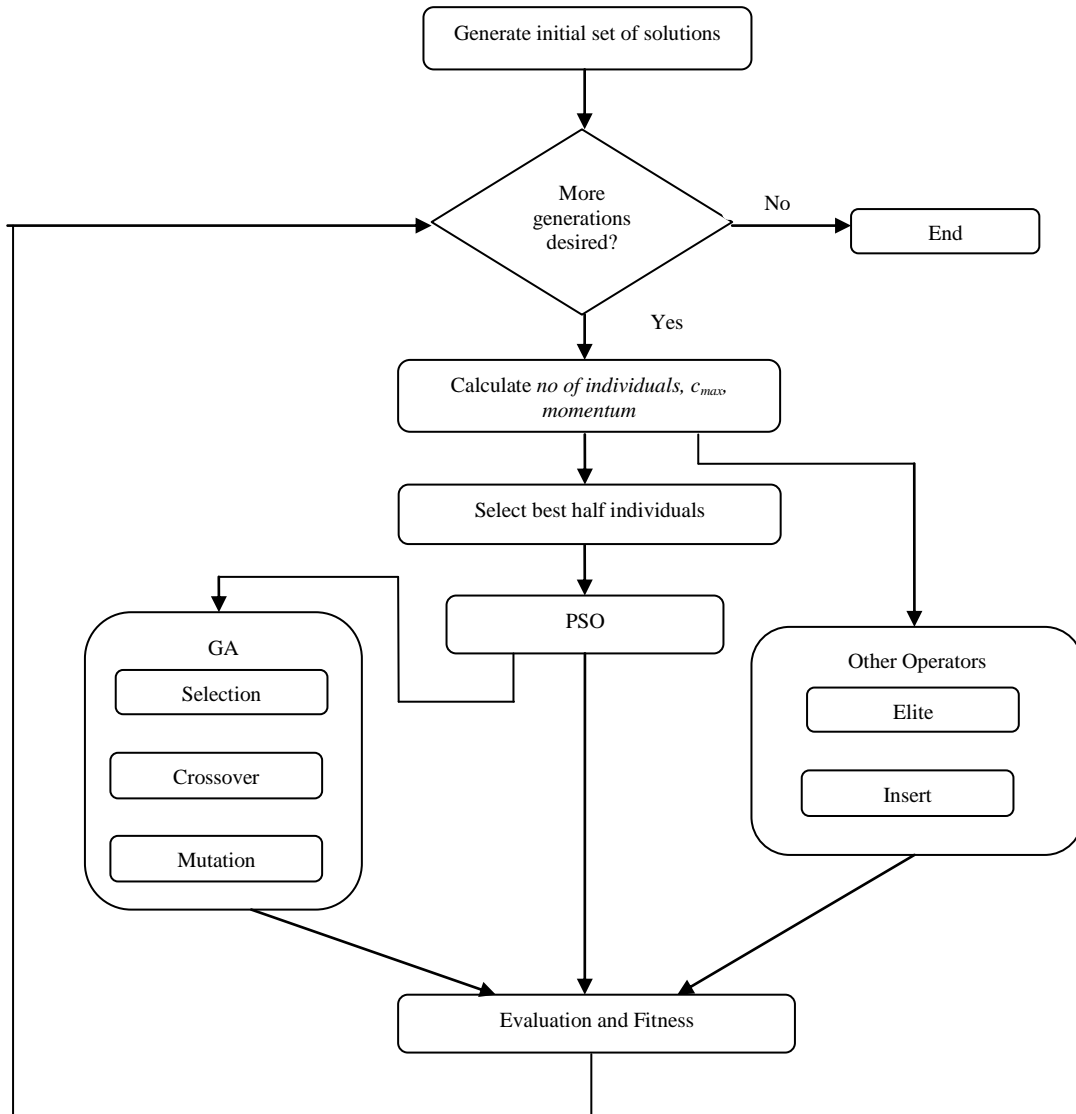 Generate initial set of solutions
More
generations
desired?
No
End
Yes
Calculate no of individuals, cmax,
momentum
Select best half individuals
PSO
GA
Selection
Crossover
Mutation
Other Operators
Elite
Insert
Evaluation and Fitness